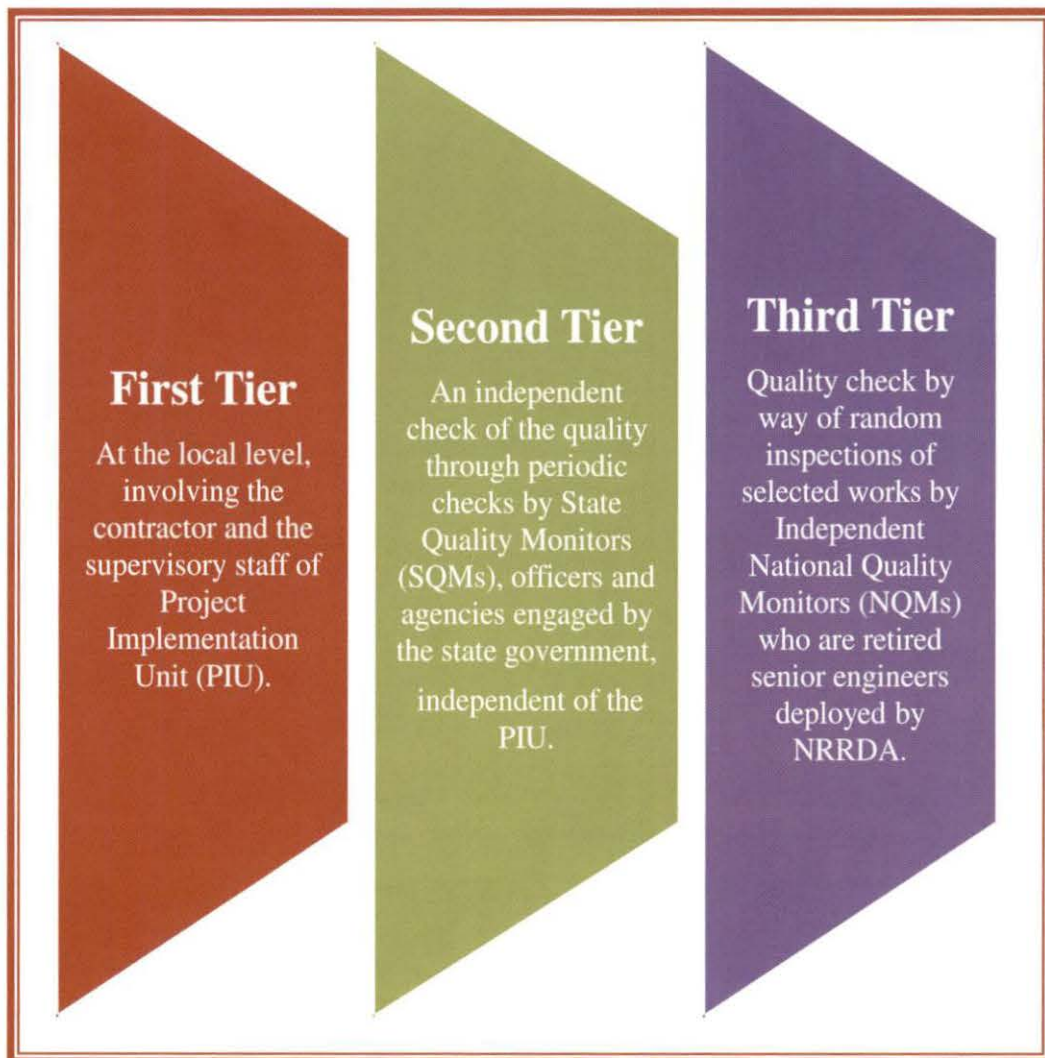 First Tier
At the local level,
involving the
contractor and the
supervisory staff of
Project
Implementation
Unit (PIU).
Second Tier
An independent
check of the quality
through periodic
checks by State
Quality Monitors
(SQMs), officers and
agencies engaged by
the state government,
independent of the
PIU.
Third Tier
Quality check by
way of random
inspections of
selected works by
Independent
National Quality
Monitors (NQMs)
who are retired
senior engineers
deployed by
NRRDA.